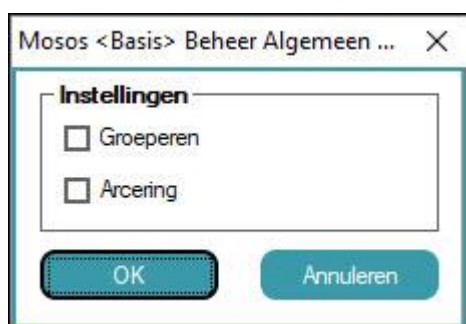 Mosos <Basis> Beheer Algemeen ...
Instellingen
Groeperen
Arcering
OK Annuleren